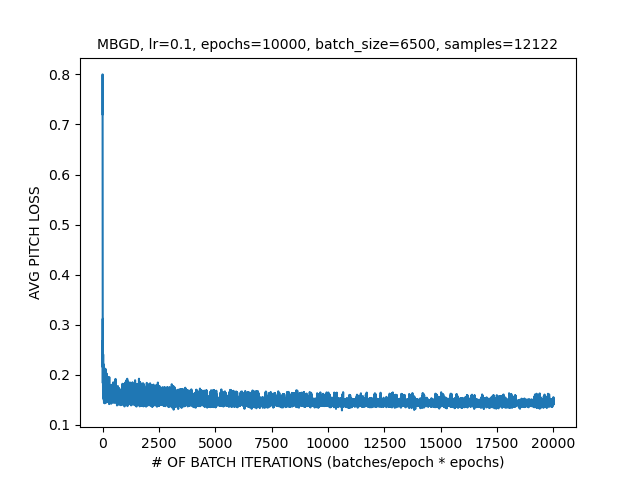 MBGD, lr=0.1, epochs=10000, batch_size=6500, samples=12122
0.8
0.7
0.6
0.5
0.4
0.3
0.2
0.1
AVG PITCH LOSS
0 2500 5000 7500 10000 12500 15000 17500 20000
# OF BATCH ITERATIONS (batches/epoch * epochs)